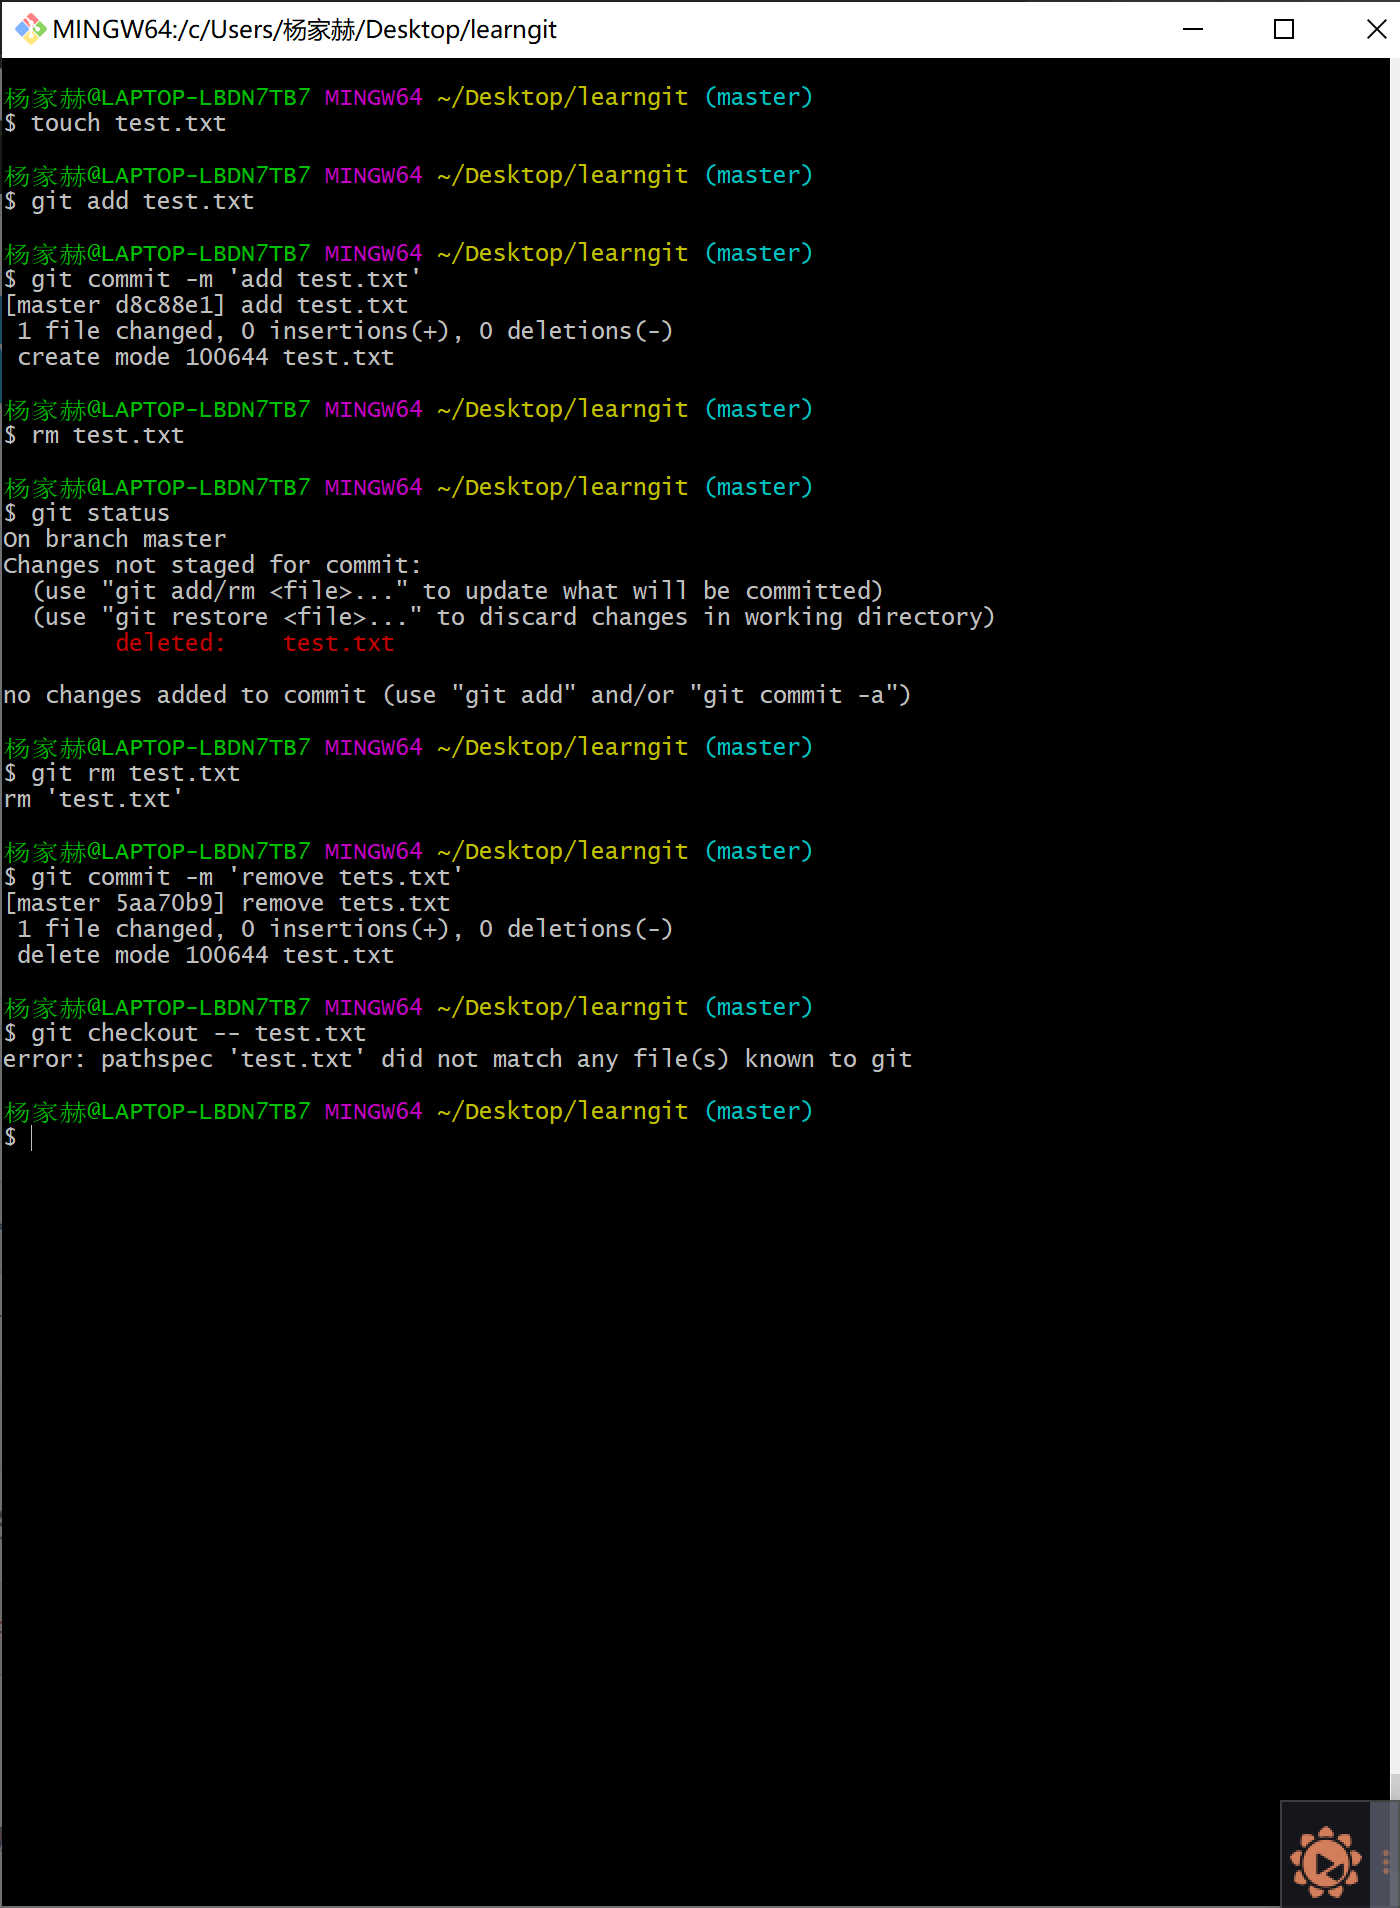 MINGW64:/c/Users/杨家赫/Desktop/learngit
杨家赫@LAPTOP-LBDN7TB7 MINGW64 ~/Desktop/learngit (master)
$ touch test.txt
杨家赫@LAPTOP-LBDN7TB7 MINGW64 ~/Desktop/learngit (master)
$ git add test.txt
杨家赫@LAPTOP-LBDN7TB7 MINGW64 ~/Desktop/learngit (master)
$ git commit -m 'add test.txt'
[master d8c88e1] add test.txt
 1 file changed, 0 insertions(+), 0 deletions(-)
 create mode 100644 test.txt
杨家赫@LAPTOP-LBDN7TB7 MINGW64 ~/Desktop/learngit (master)
$ rm test.txt
杨家赫@LAPTOP-LBDN7TB7 MINGW64 ~/Desktop/learngit (master)
$ git status
On branch master
Changes not staged for commit:
  (use "git add/rm <file>..." to update what will be committed)
  (use "git restore <file>..." to discard changes in working directory)
        deleted:    test.txt
no changes added to commit (use "git add" and/or "git commit -a")
杨家赫@LAPTOP-LBDN7TB7 MINGW64 ~/Desktop/learngit (master)
$ git rm test.txt
rm 'test.txt'
杨家赫@LAPTOP-LBDN7TB7 MINGW64 ~/Desktop/learngit (master)
$ git commit -m 'remove tets.txt'
[master 5aa70b9] remove tets.txt
 1 file changed, 0 insertions(+), 0 deletions(-)
 delete mode 100644 test.txt
杨家赫@LAPTOP-LBDN7TB7 MINGW64 ~/Desktop/learngit (master)
$ git checkout -- test.txt
error: pathspec 'test.txt' did not match any file(s) known to git
杨家赫@LAPTOP-LBDN7TB7 MINGW64 ~/Desktop/learngit (master)
$